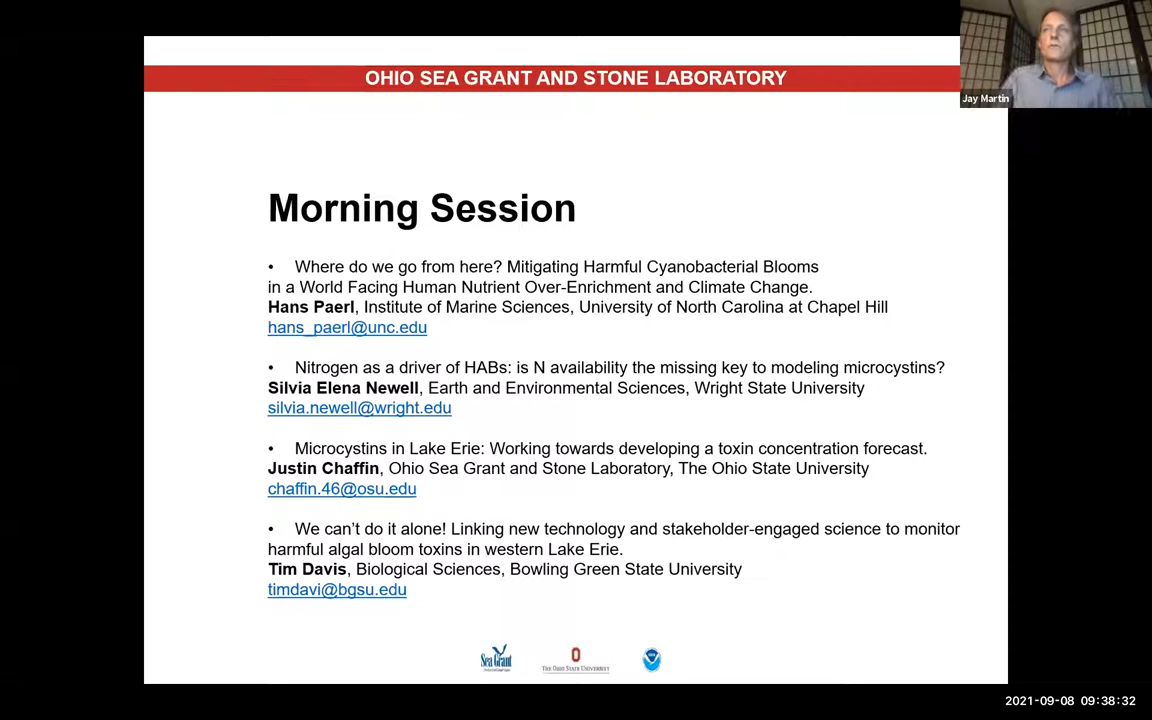 OHIO SEA GRANT AND STONE LABORATORY
Jay Martin
Morning Session
• Where do we go from here? Mitigating Harmful Cyanobacterial Blooms
in a World Facing Human Nutrient Over-Enrichment and Climate Change.
Hans Paerl, Institute of Marine Sciences, University of North Carolina at Chapel Hill
hans_paerl@unc.edu
• Nitrogen as a driver of HABs: is N availability the missing key to modeling microcystins?
Silvia Elena Newell, Earth and Environmental Sciences, Wright State University
silvia.newell@wright.edu
• Microcystins in Lake Erie: Working towards developing a toxin concentration forecast.
Justin Chaffin, Ohio Sea Grant and Stone Laboratory, The Ohio State University
chaffin.46@osu.edu
• We can’t do it alone! Linking new technology and stakeholder-engaged science to monitor
harmful algal bloom toxins in western Lake Erie.
Tim Davis, Biological Sciences, Bowling Green State University
timdavi@bgsu.edu
Sea Grant
THE OHIO STATE UNIVERSITY
2021-09-08 09:38:32